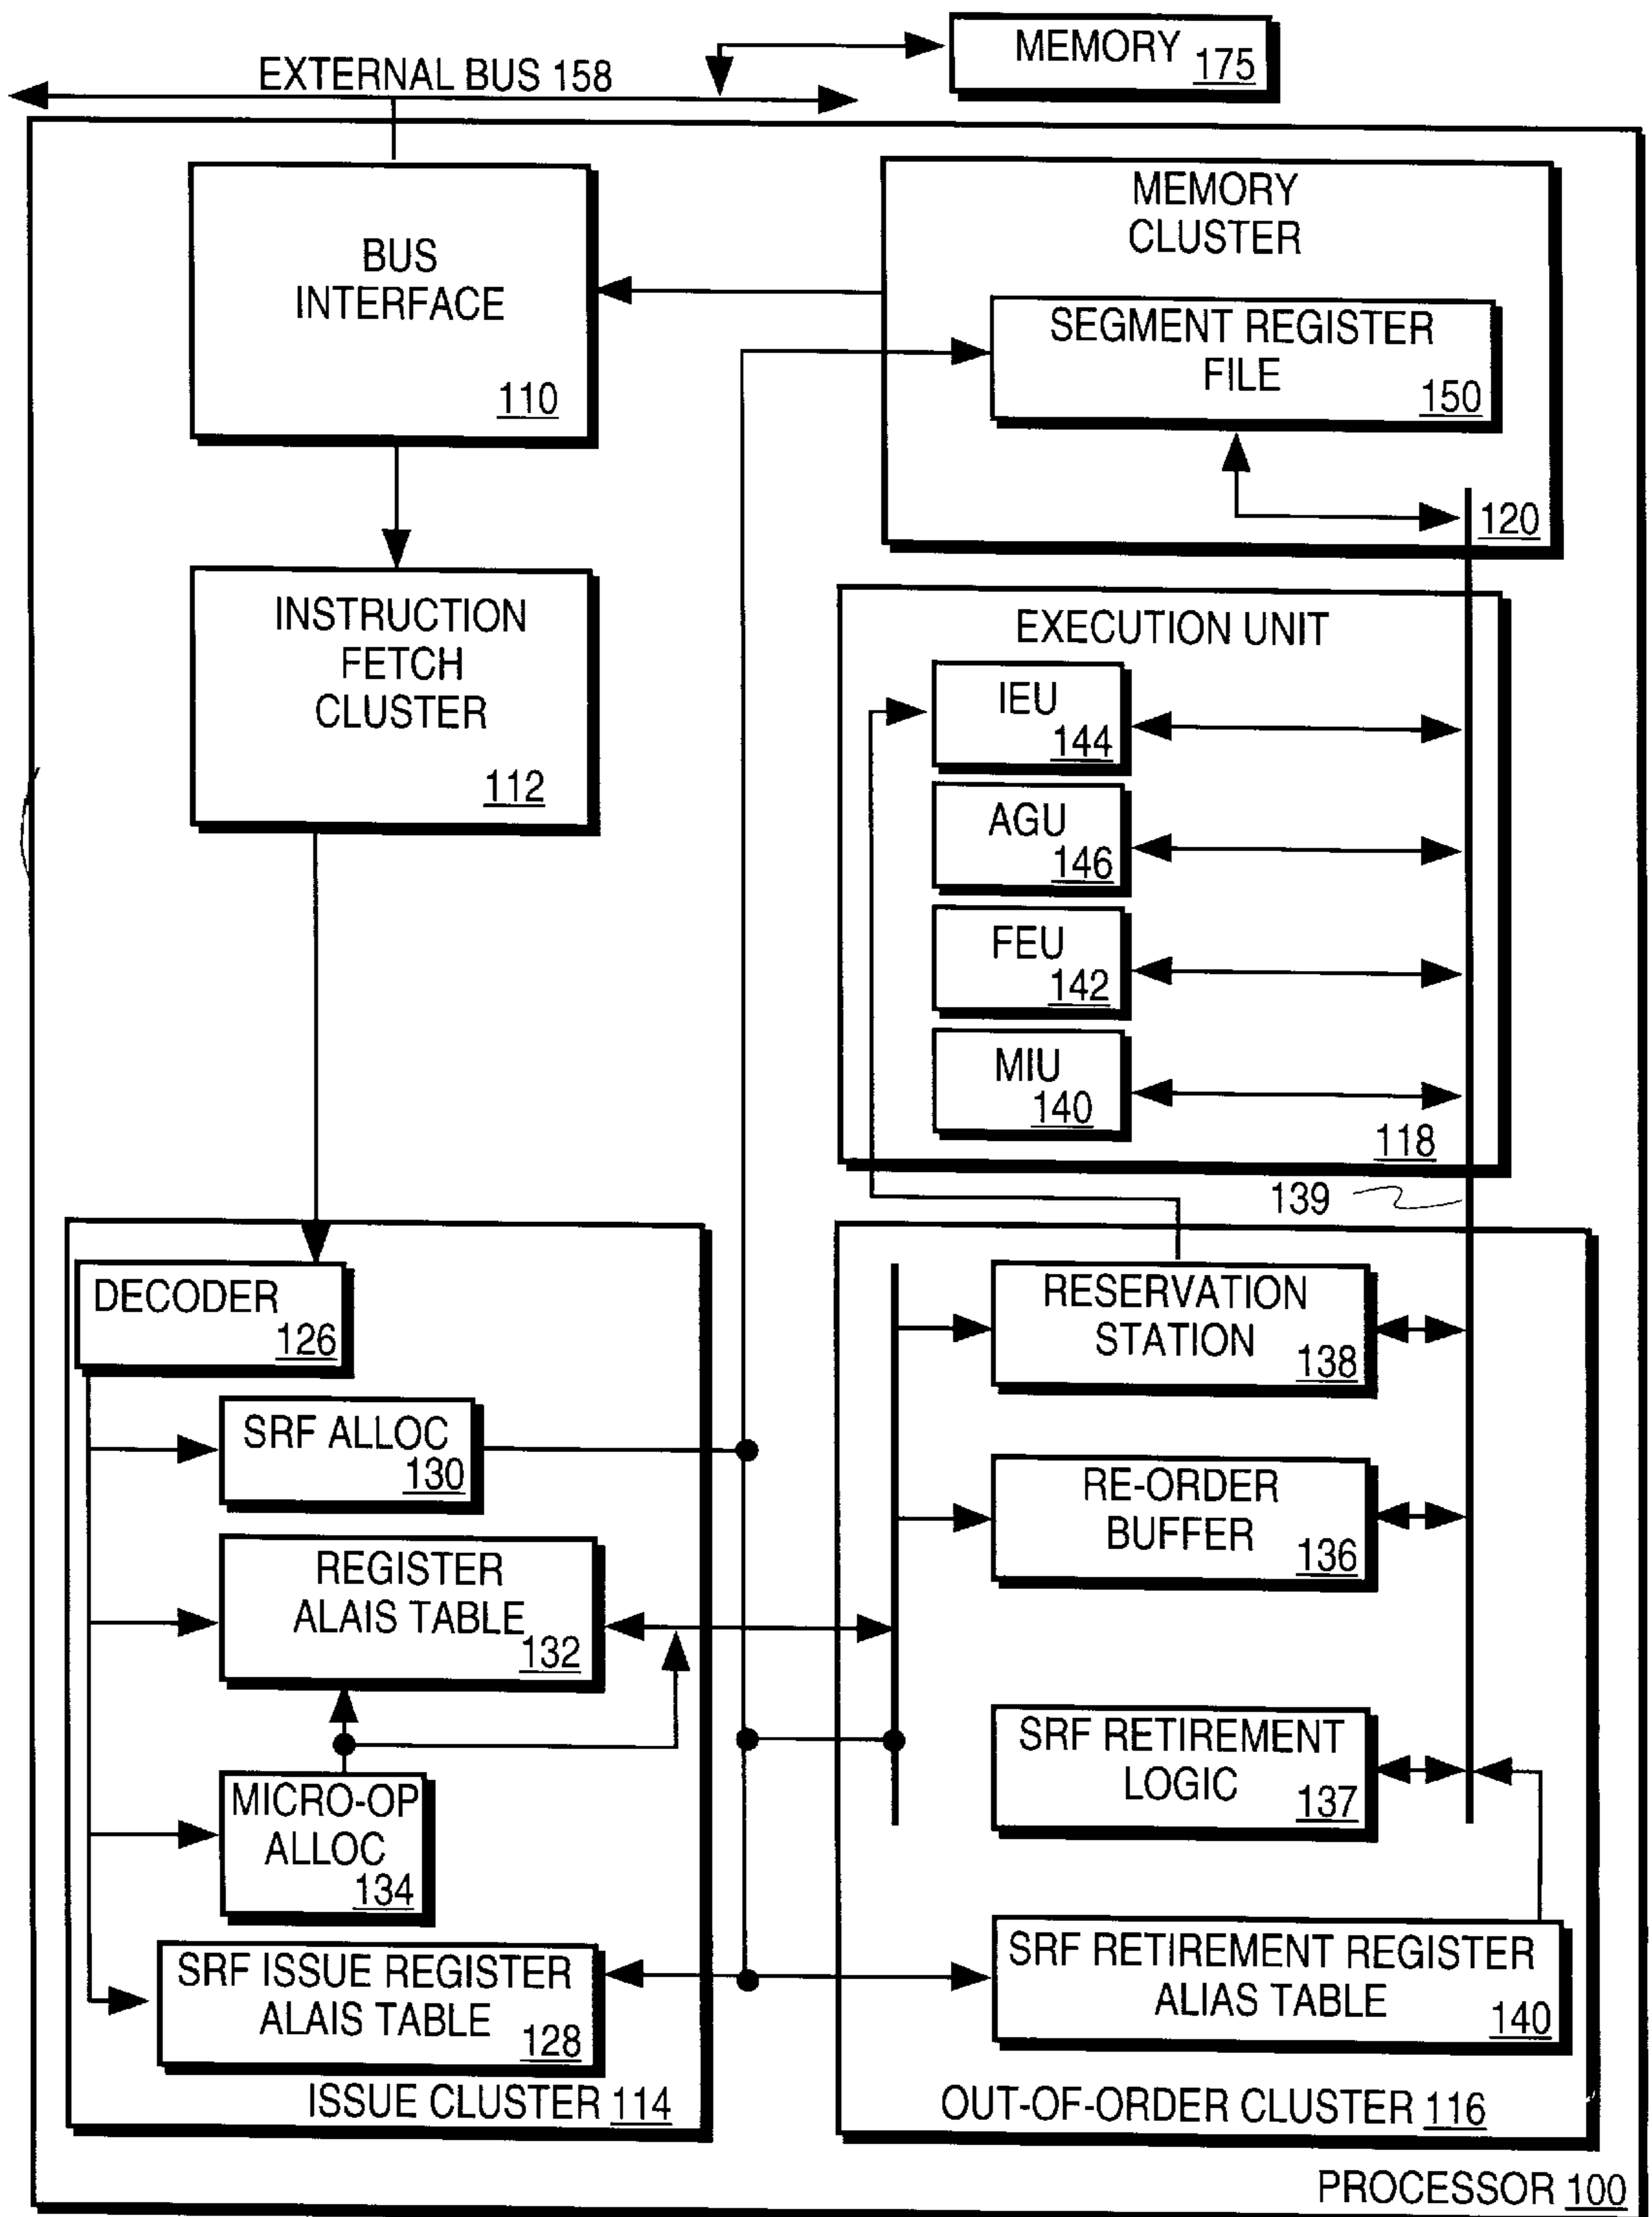 MEMORY 175
EXTERNAL BUS 158
BUS
INTERFACE
110
MEMORY
CLUSTER
SEGMENT REGISTER
FILE
150
120
INSTRUCTION
FETCH
CLUSTER
112
EXECUTION UNIT
IEU
144
AGU
146
FEU
142
MIU
140
118
139
DECODER
126
SRF ALLOC
130
REGISTER
ALAIS TABLE
132
MICRO-OP
ALLOC
134
SRF ISSUE REGISTER
ALAIS TABLE
128
ISSUE CLUSTER 114
RESERVATION
STATION
138
RE-ORDER
BUFFER
136
SRF RETIREMENT
LOGIC
137
SRF RETIREMENT REGISTER
ALIAS TABLE
140
OUT-OF-ORDER CLUSTER 116
PROCESSOR 100